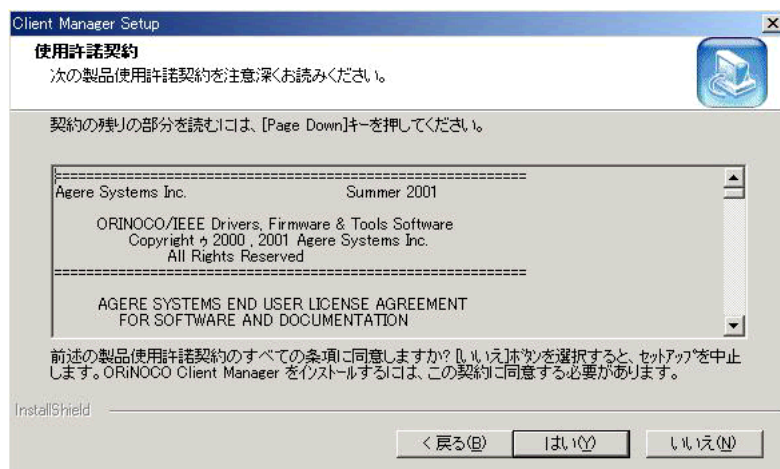 Client Manager Setup
使用許諾契約
次の製品使用許諾契約を注意深くお読みください。
契約の残りの部分を読むには、[Page Down]キーを押してください。
============================================================
Agere Systems Inc. Summer 2001
ORINOCO/IEEE Drivers, Firmware & Tools Software
Copyright ゥ 2000 , 2001 Agere Systems Inc.
All Rights Reserved
============================================================
AGERE SYSTEMS END USER LICENSE AGREEMENT
FOR SOFTWARE AND DOCUMENTATION
前述の製品使用許諾契約のすべての条項に同意しますか? [いいえ]ボタンを選択すると、セットアップを中止
します。ORiNOCO Client Manager をインストールするには、この契約に同意する必要があります。
InstallShield
< 戻る(B) はい(Y) いいえ(N)